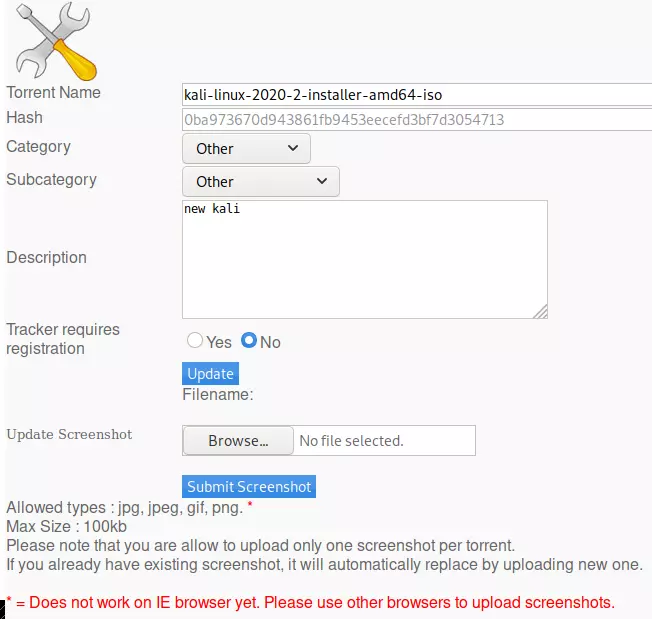 Torrent Name kali-linux-2020-2-installer-amd64-iso
Hash 0ba973670d943861fb9453eecefd3bf7d3054713
Category Other
Subcategory Other
Description new kali
Tracker requires
registration Yes No
Update
Filename:
Update Screenshot Browse... No file selected.
Submit Screenshot
Allowed types : jpg, jpeg, gif, png. *
Max Size : 100kb
Please note that you are allow to upload only one screenshot per torrent.
If you already have existing screenshot, it will automatically replace by uploading new one.
* = Does not work on IE browser yet. Please use other browsers to upload screenshots.